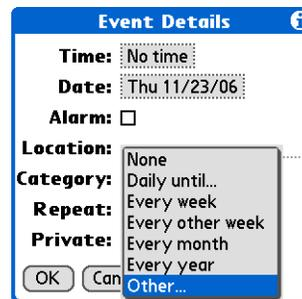 Event Details
Time: No time
Date: Thu 11/23/06
Alarm:
Location:
None
Category: Daily until...
Every week
Repeat: Every other week
Private: Every month
Every year
OK Can Other...